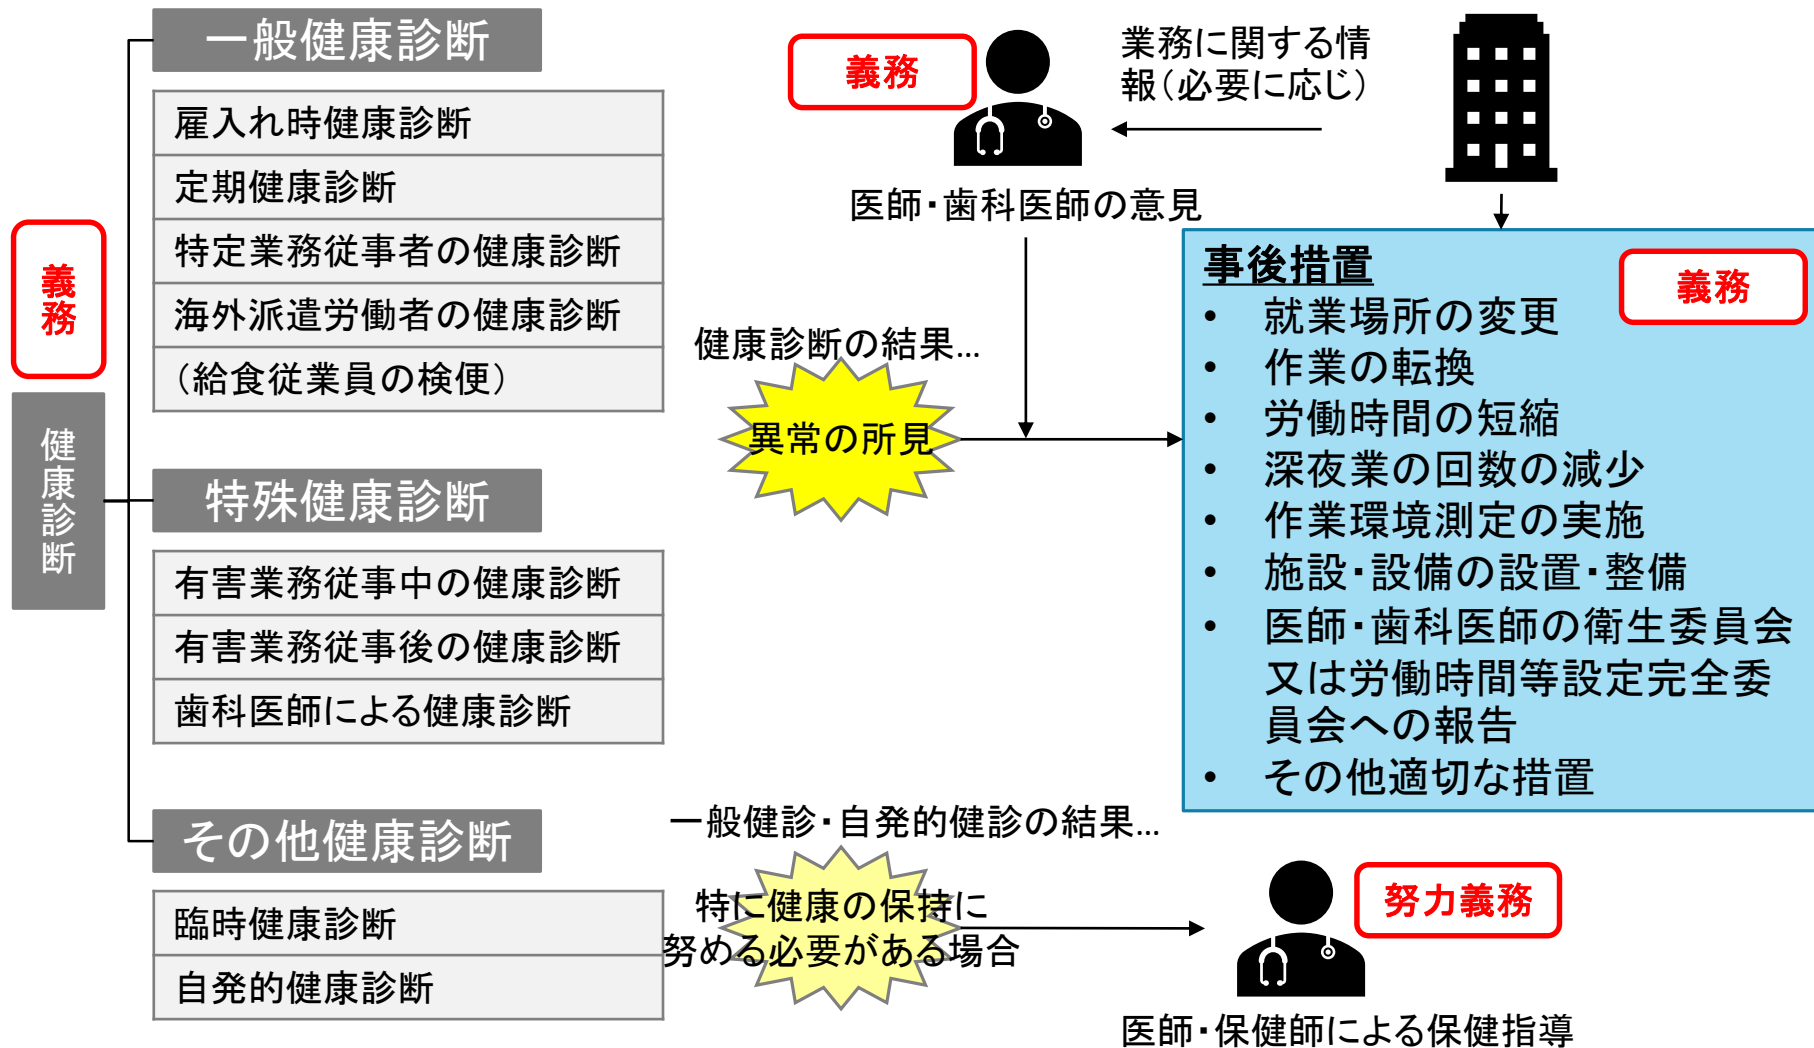 義務
健康診断
一般健康診断
雇入れ時健康診断
定期健康診断
特定業務従事者の健康診断
海外派遣労働者の健康診断
（給食従業員の検便）
特殊健康診断
有害業務従事中の健康診断
有害業務従事後の健康診断
歯科医師による健康診断
その他健康診断
臨時健康診断
自発的健康診断
義務
業務に関する情
報（必要に応じ）
医師・歯科医師の意見
健康診断の結果...
異常の所見
事後措置
義務
• 就業場所の変更
• 作業の転換
• 労働時間の短縮
• 深夜業の回数の減少
• 作業環境測定の実施
• 施設・設備の設置・整備
• 医師・歯科医師の衛生委員会
又は労働時間等設定完全委
員会への報告
• その他適切な措置
一般健診・自発的健診の結果...
特に健康の保持に
努める必要がある場合
努力義務
医師・保健師による保健指導